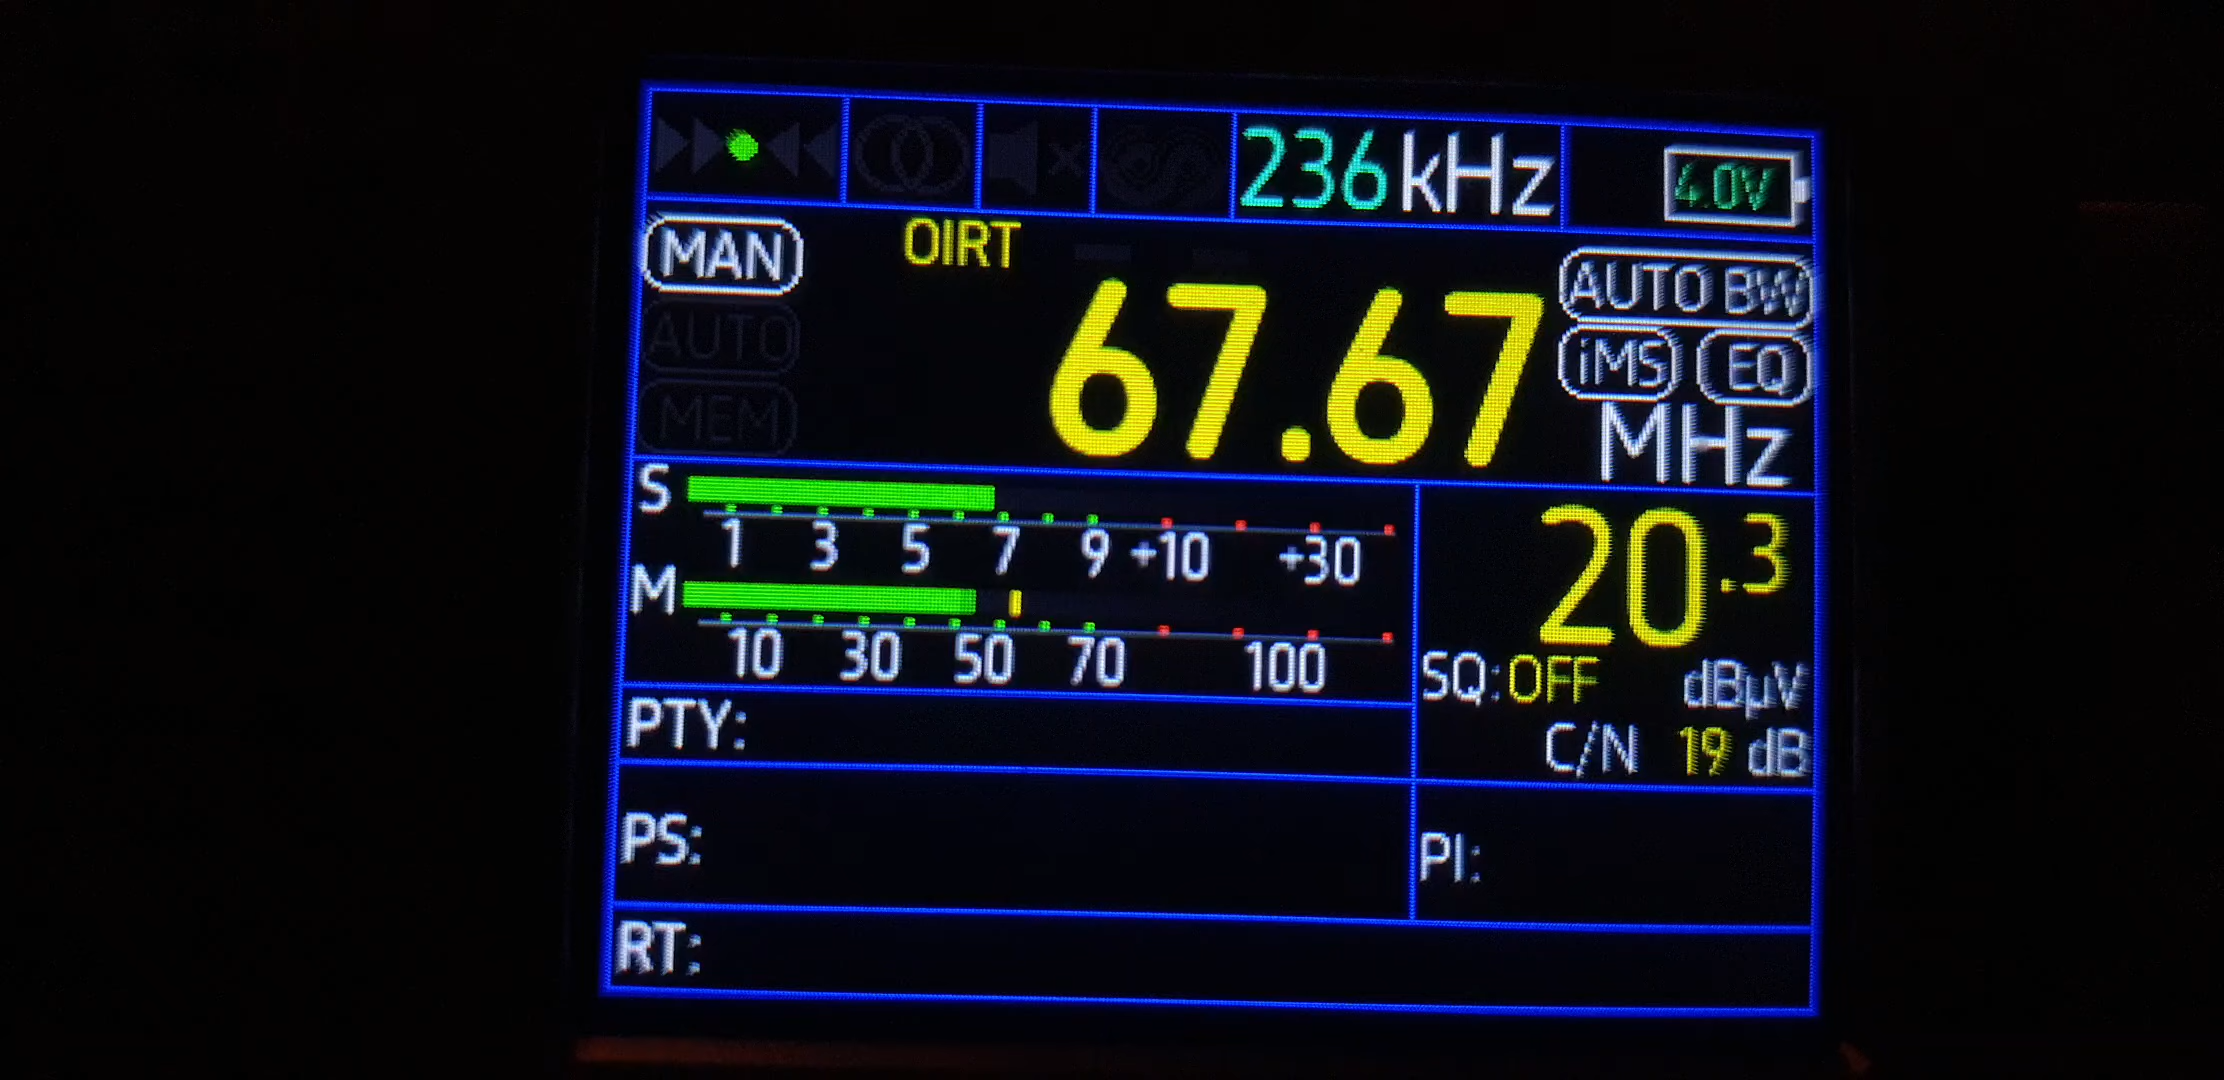 236 kHz 4.0V
MAN OIRT AUTO BW
67.67 MHz
AUTO iMS EQ
MEM
S
1 3 5 7 9 +10 +30
M
10 30 50 70 100
20.3
SQ:OFF dBµV
C/N 19 dB
PTY:
PS: PI:
RT: